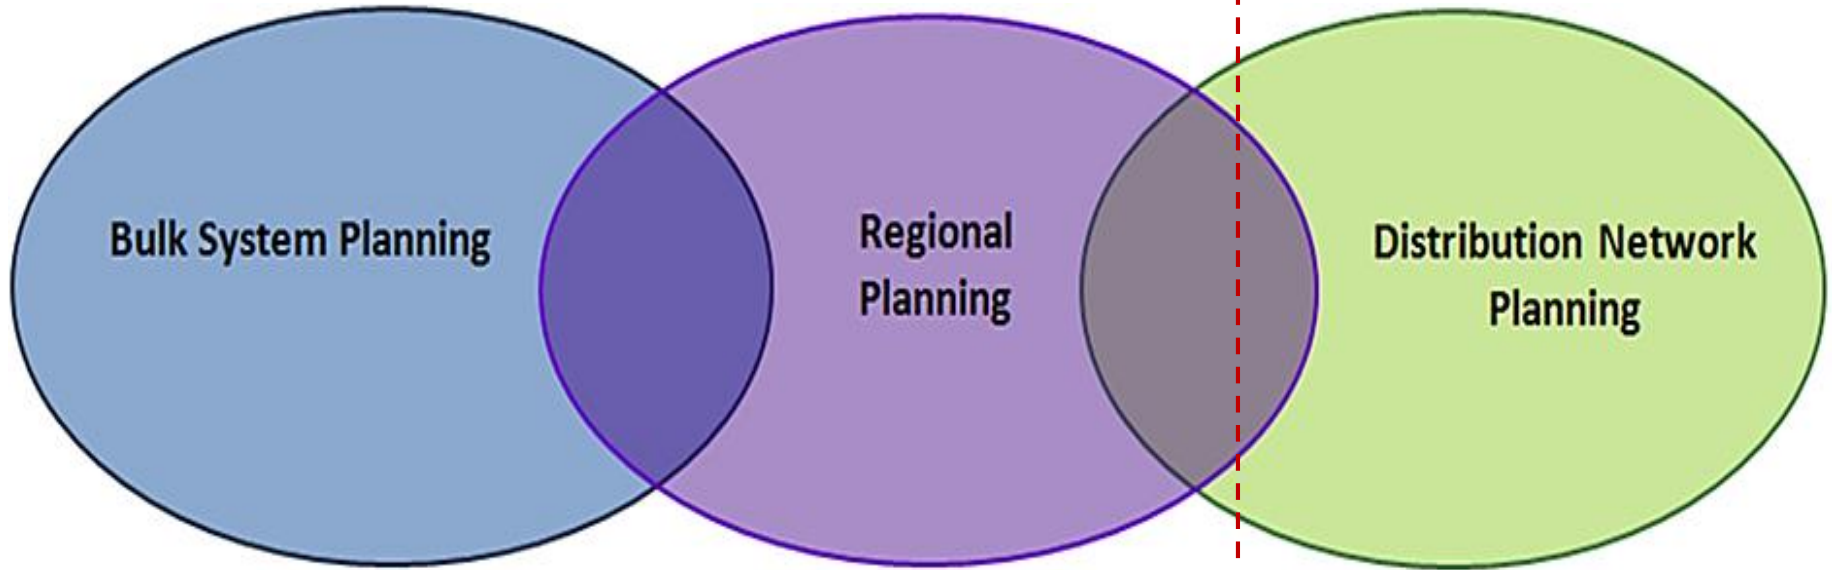 Bulk System Planning
Regional
Planning
Distribution Network
Planning